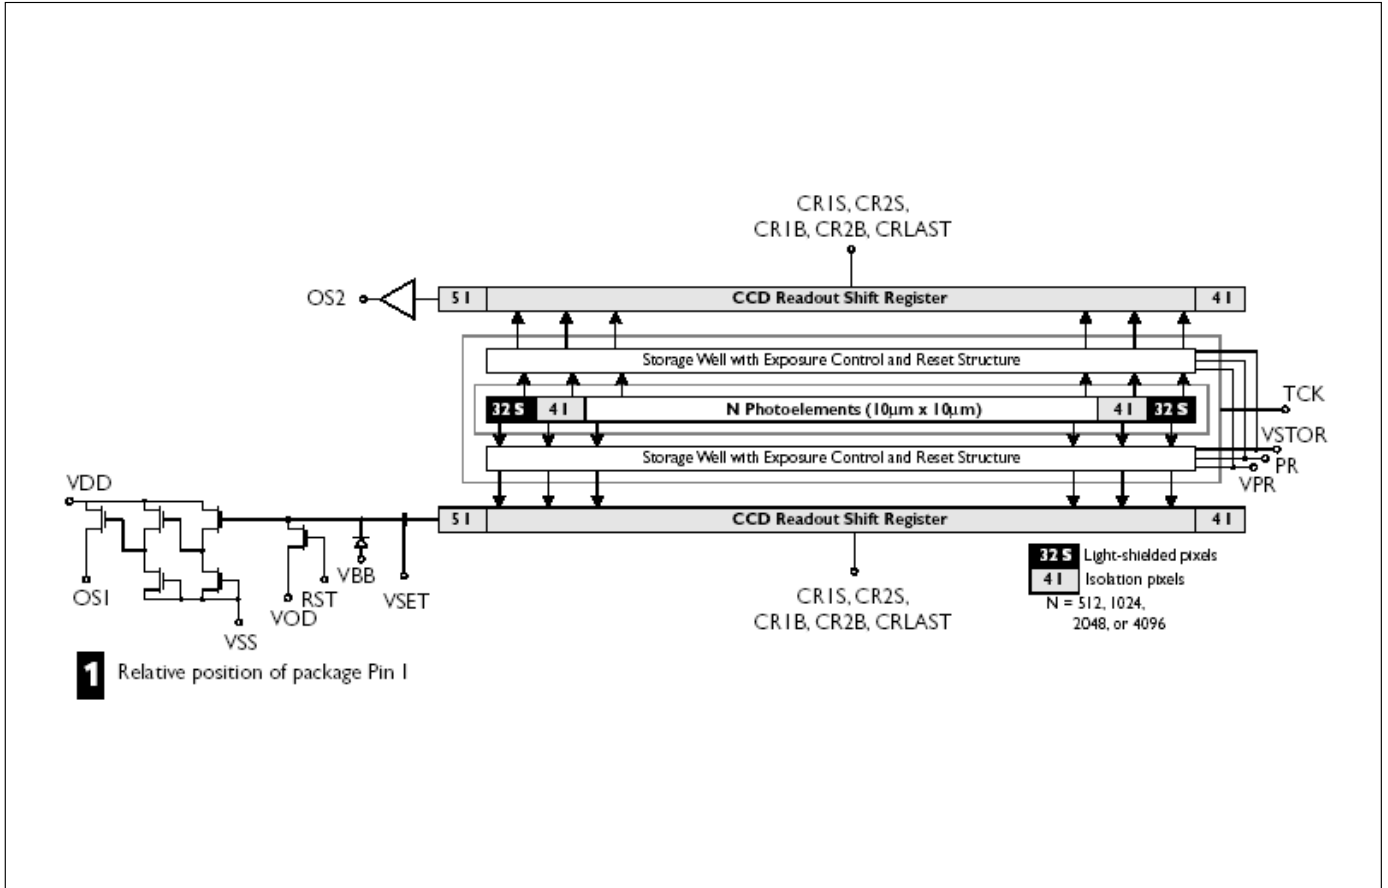 CR1S, CR2S,
CR1B, CR2B, CRLAST
OS2
5 I
CCD Readout Shift Register
4 I
Storage Well with Exposure Control and Reset Structure
32 S
4 I
N Photoelements (10μm x 10μm)
4 I
32 S
TCK
VSTOR
Storage Well with Exposure Control and Reset Structure
PR
VPR
VDD
5 I
CCD Readout Shift Register
4 I
32 S Light-shielded pixels
4 I Isolation pixels
N = 512, 1024,
2048, or 4096
OS1
VBB
RST
VSET
VOD
VSS
CR1S, CR2S,
CR1B, CR2B, CRLAST
1 Relative position of package Pin 1